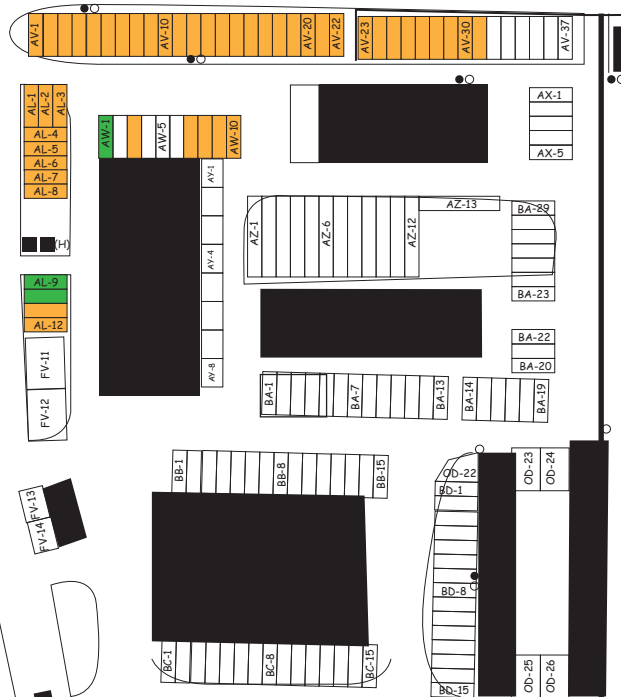 AV-1
AV-10
AV-20
AV-22
AV-23
AV-30
AV-37
AL-1
AL-2
AL-3
AL-4
AL-5
AL-6
AL-7
AL-8
(H)
AW-1
AW-5
AW-10
AX-1
AX-5
AY-1
AY-4
AY-8
AZ-1
AZ-6
AZ-12
AZ-13
BA-29
BA-23
BA-22
BA-20
AL-9
AL-12
FV-11
FV-12
BA-1
BA-7
BA-13
BA-14
BA-19
BB-1
BB-8
BB-15
OD-22
BD-1
BD-8
BD-15
OD-23
OD-24
FV-13
FV-14
BC-1
BC-8
BC-15
OD-25
OD-26